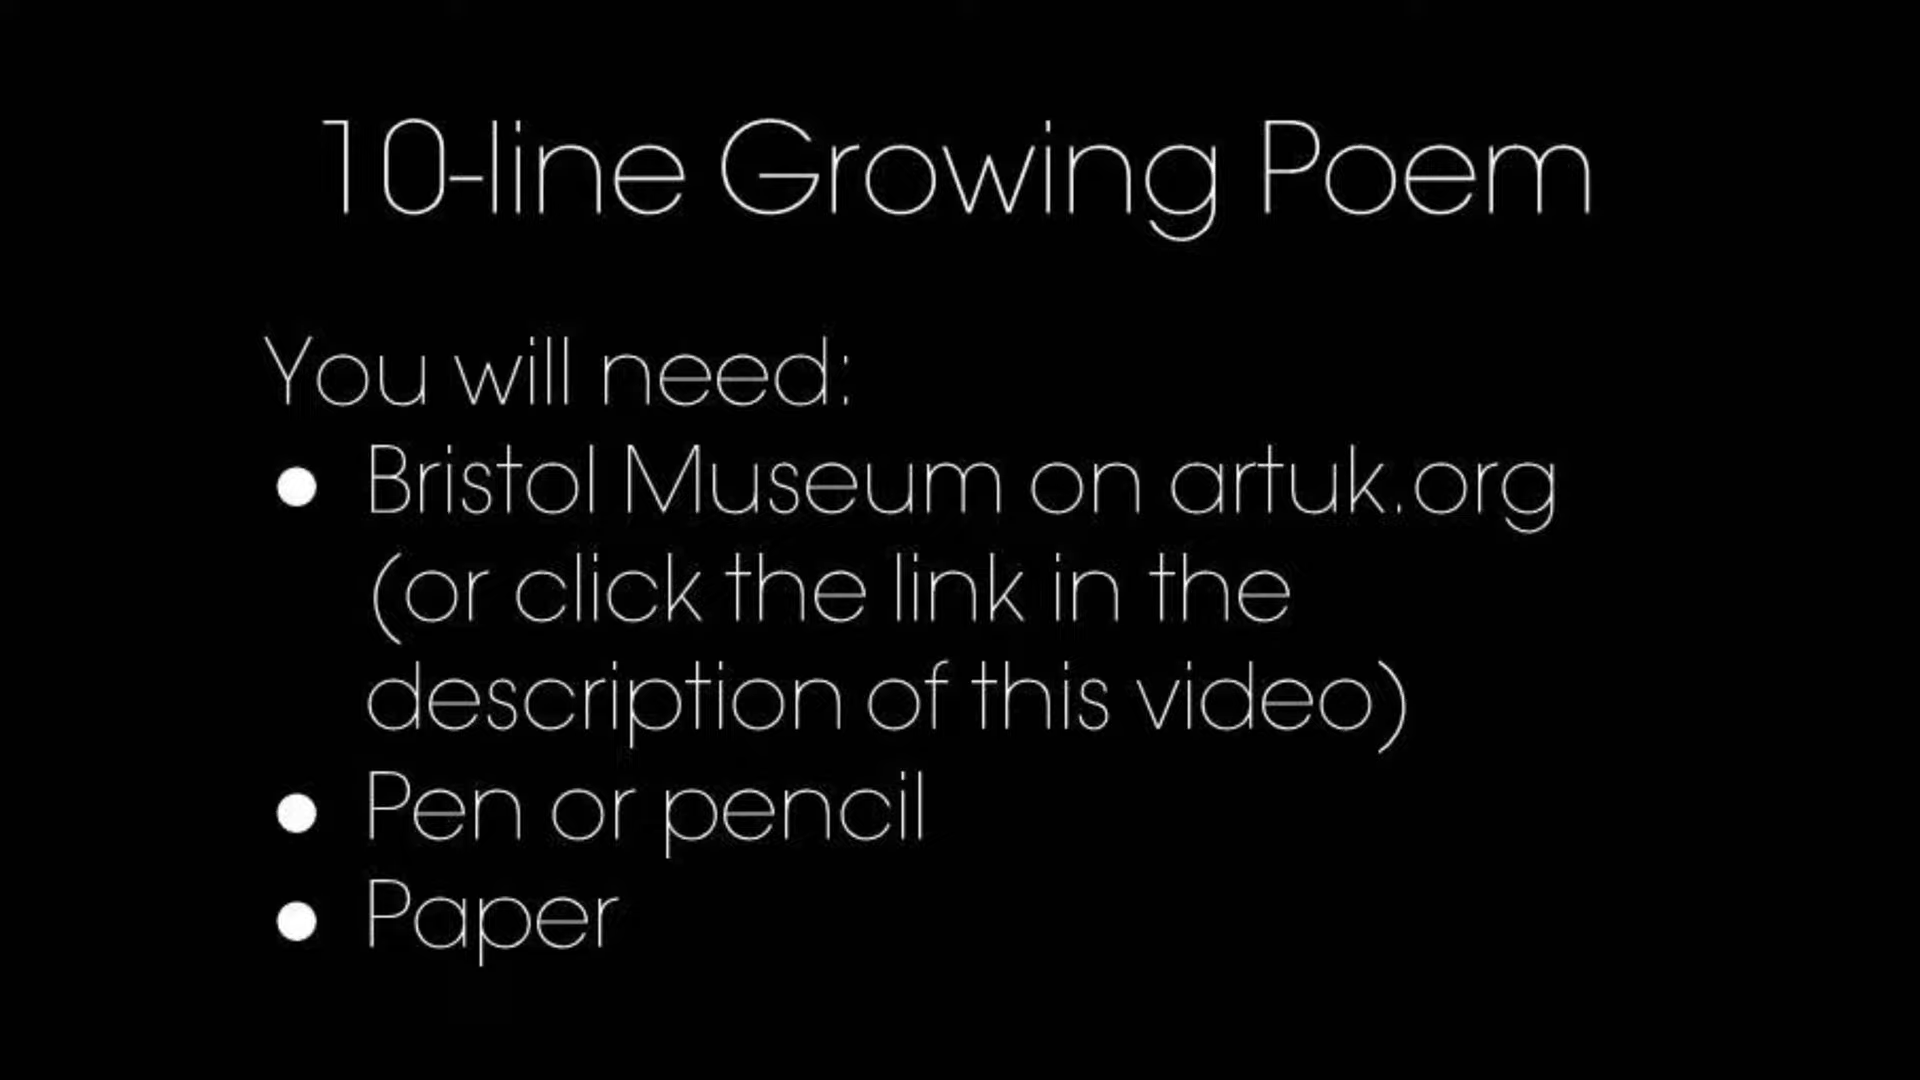 10-line Growing Poem
You will need:
● Bristol Museum on artuk.org
(or click the link in the
description of this video)
● Pen or pencil
● Paper